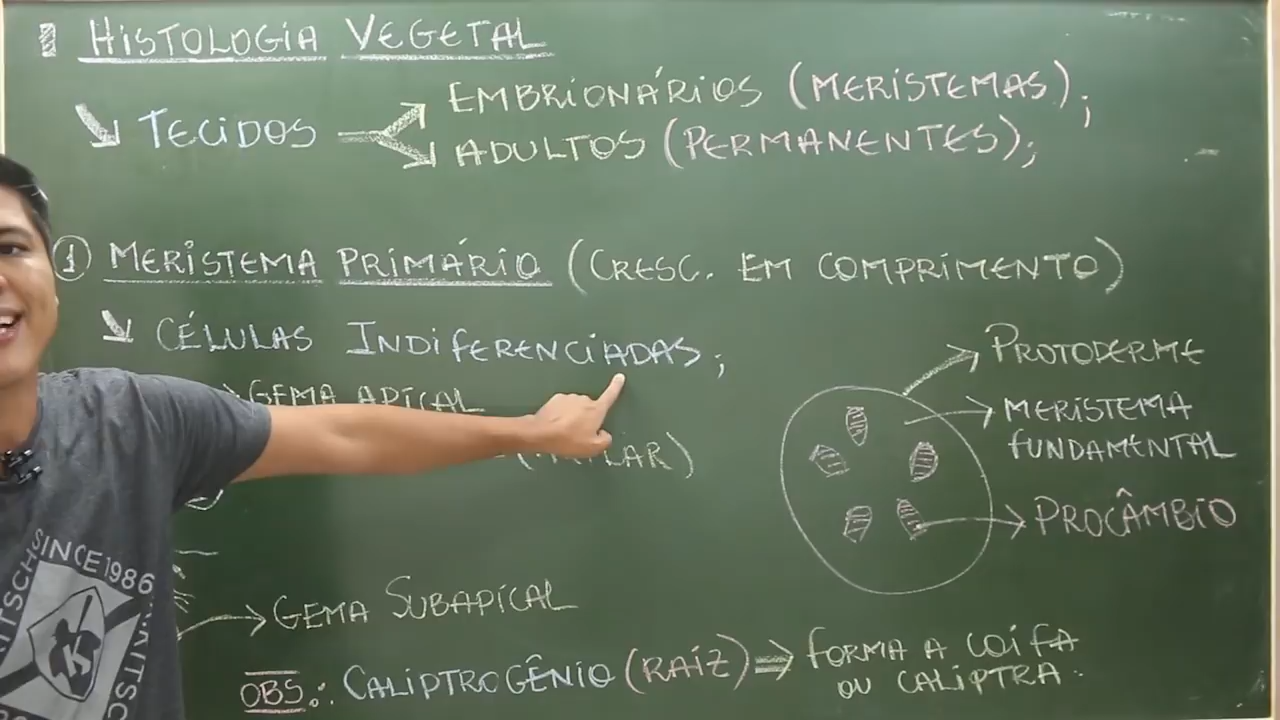 HISTOLOGIA VEGETAL
TECIDOS
EMBRIONÁRIOS (MERISTEMAS);
ADULTOS (PERMANENTES);
1 MERISTEMA PRIMÁRIO (CRESC. EM COMPRIMENTO)
CÉLULAS INDIFERENCIADAS;
GEMA APICAL
PROTODERME
MERISTEMA
FUNDAMENTAL
PROCÂMBIO
GEMA SUBAPICAL
OBS.: CALIPTROGÊNIO (RAIZ) ⇒ FORMA A COIFA
OU CALIPTRA.
SINCE 1986
K